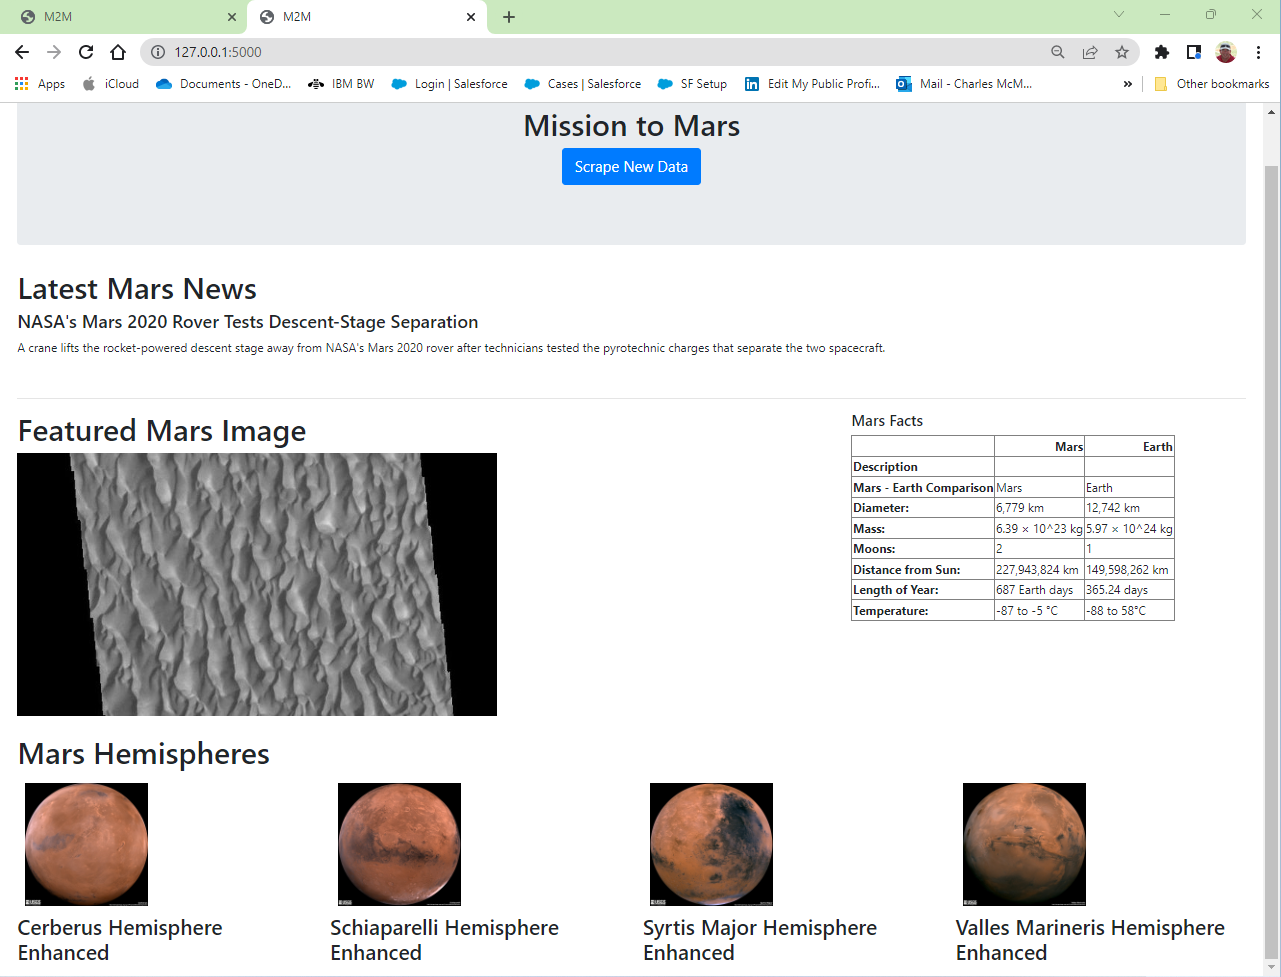 M2M
M2M
127.0.0.1:5000
Apps iCloud Documents - OneD... IBM BW Login | Salesforce Cases | Salesforce SF Setup Edit My Public Profi... Mail - Charles McM... » Other bookmarks
Mission to Mars
Scrape New Data
Latest Mars News
NASA's Mars 2020 Rover Tests Descent-Stage Separation
A crane lifts the rocket-powered descent stage away from NASA's Mars 2020 rover after technicians tested the pyrotechnic charges that separate the two spacecraft.
Featured Mars Image
Mars Facts
Mars Earth
Description
Mars - Earth Comparison Mars Earth
Diameter: 6,779 km 12,742 km
Mass: 6.39 × 10^23 kg 5.97 × 10^24 kg
Moons: 2 1
Distance from Sun: 227,943,824 km 149,598,262 km
Length of Year: 687 Earth days 365.24 days
Temperature: -87 to -5 °C -88 to 58°C
Mars Hemispheres
Cerberus Hemisphere
Enhanced
Schiaparelli Hemisphere
Enhanced
Syrtis Major Hemisphere
Enhanced
Valles Marineris Hemisphere
Enhanced